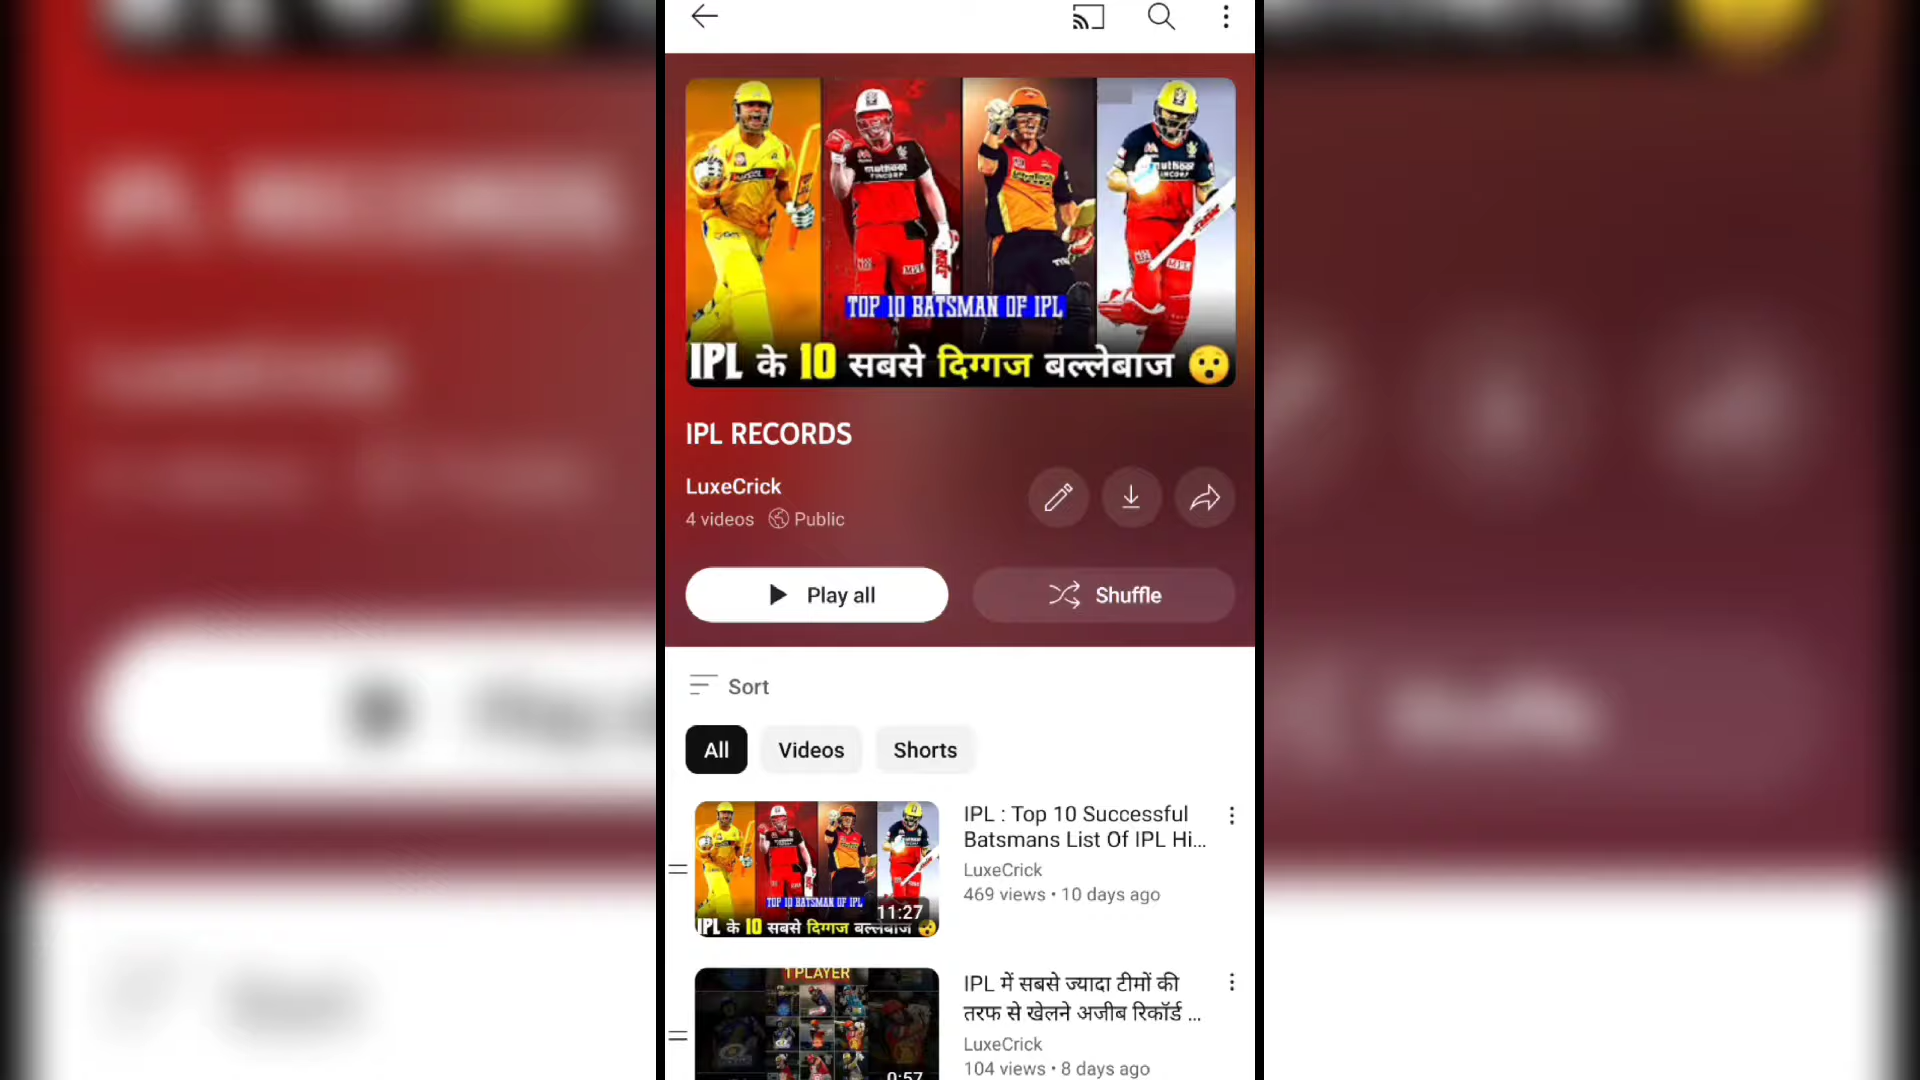 TOP 10 BATSMAN OF IPL
IPL के 10 सबसे दिग्गज बल्लेबाज
IPL RECORDS
LuxeCrick
4 videos Public
Play all
Shuffle
Sort
All
Videos
Shorts
IPL : Top 10 Successful
Batsmans List Of IPL Hi...
LuxeCrick
469 views • 10 days ago
TOP 10 BATSMAN OF IPL
11:27
IPL के 10 सबसे दिग्गज बल्लेबाज
1 PLAYER
0:57
IPL में सबसे ज्यादा टीमों की
तरफ से खेलने अजीब रिकॉर्ड ...
LuxeCrick
104 views • 8 days ago